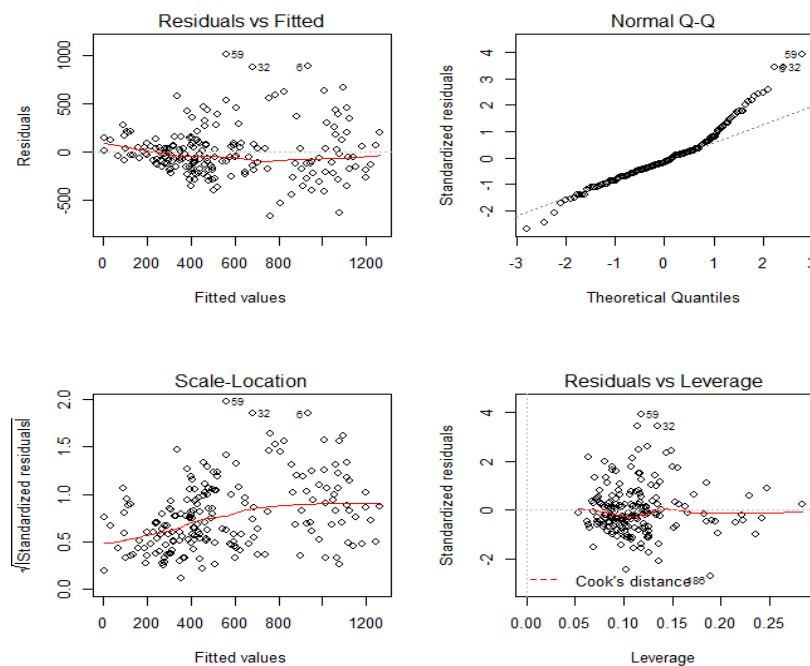 Residuals vs Fitted
Residuals
1000
500
0
-500
59
32
6
0 200 400 600 800 1200
Fitted values
Normal Q-Q
Standardized residuals
4
3
2
1
0
-1
-2
59
32
-3 -2 -1 0 1 2 3
Theoretical Quantiles
Scale-Location
√|Standardized residuals|
2.0
1.5
1.0
0.5
0.0
59
32
6
0 200 400 600 800 1200
Fitted values
Residuals vs Leverage
Standardized residuals
4
2
0
-2
59
32
Cook's distance
0.00 0.05 0.10 0.15 0.20 0.25
Leverage